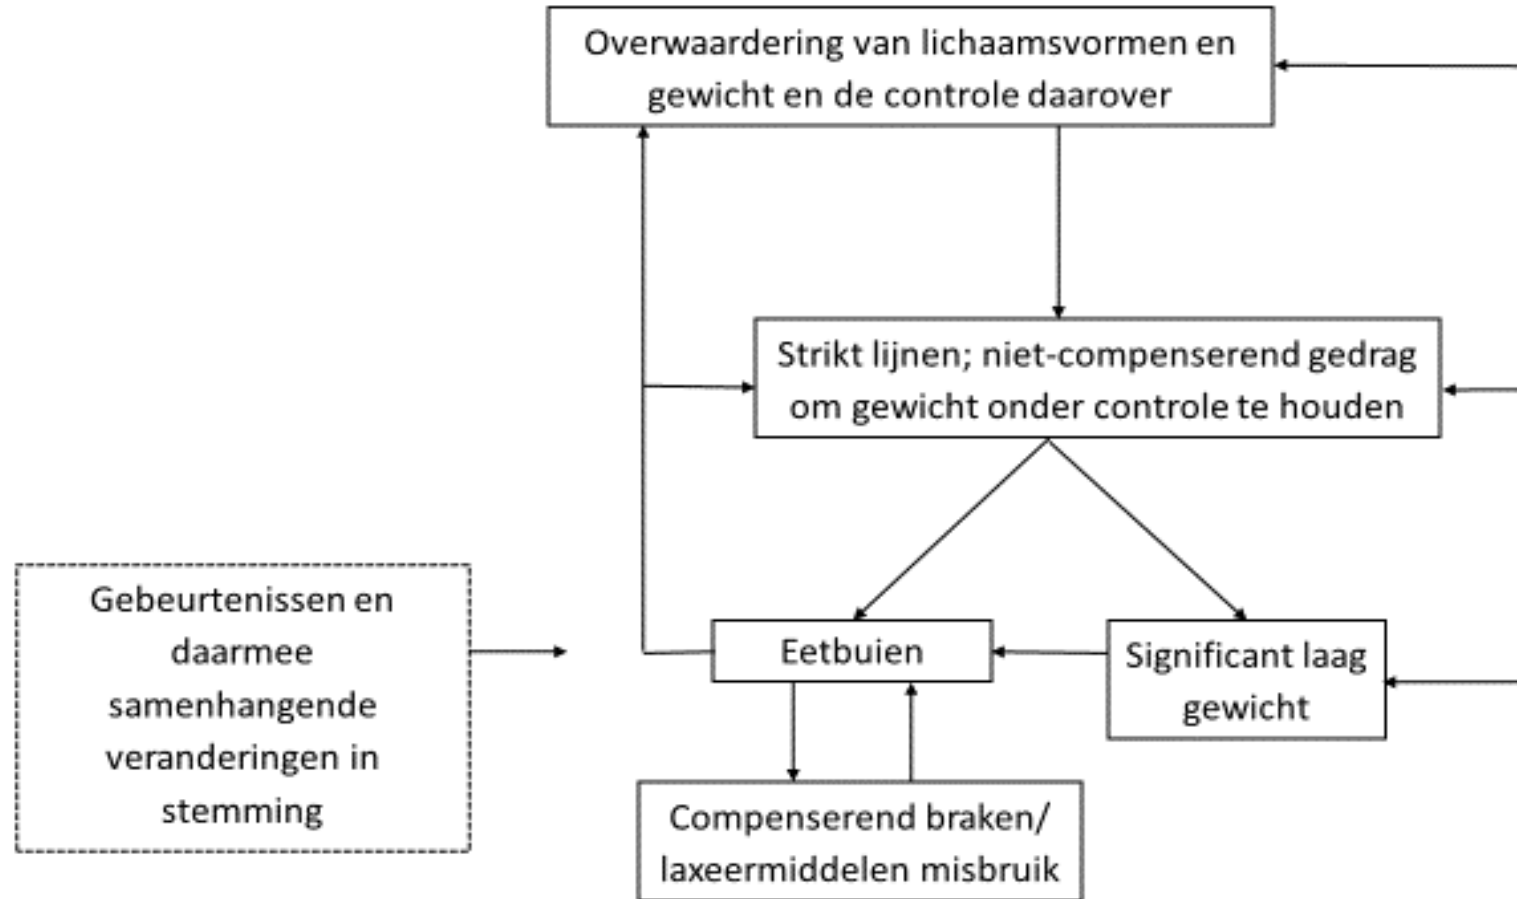 Overwaardering van lichaamsvormen en
gewicht en de controle daarover
Strikt lijnen; niet-compenserend gedrag
om gewicht onder controle te houden
Gebeurtenissen en
daarmee
samenhangende
veranderingen in
stemming
Eetbuien
Significant laag
gewicht
Compenserend braken/
laxeermiddelen misbruik